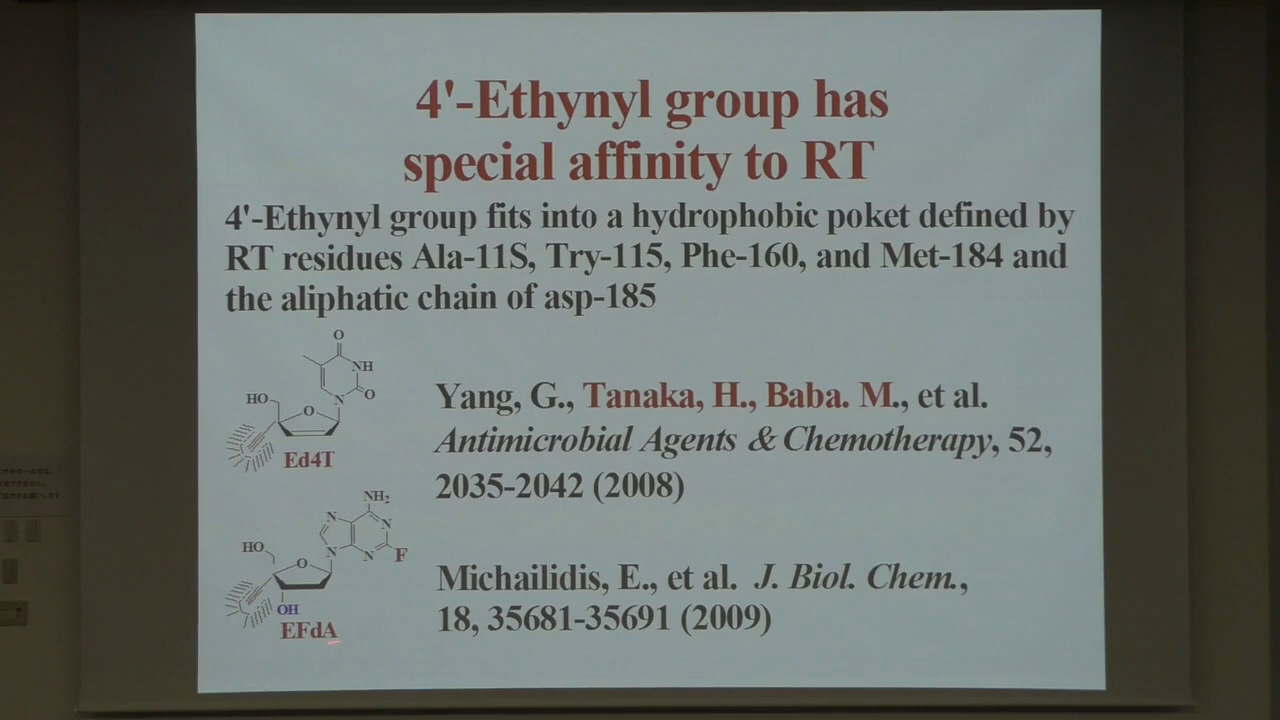 4'-Ethynyl group has
special affinity to RT
4'-Ethynyl group fits into a hydrophobic poket defined by
RT residues Ala-11S, Try-115, Phe-160, and Met-184 and
the aliphatic chain of asp-185
O
NH
N
O
HO
O
Ed4T
Yang, G., Tanaka, H., Baba. M., et al.
Antimicrobial Agents & Chemotherapy, 52,
2035-2042 (2008)
NH₂
N
N
N
N
F
HO
O
OH
EFdA
Michailidis, E., et al. J. Biol. Chem.,
18, 35681-35691 (2009)